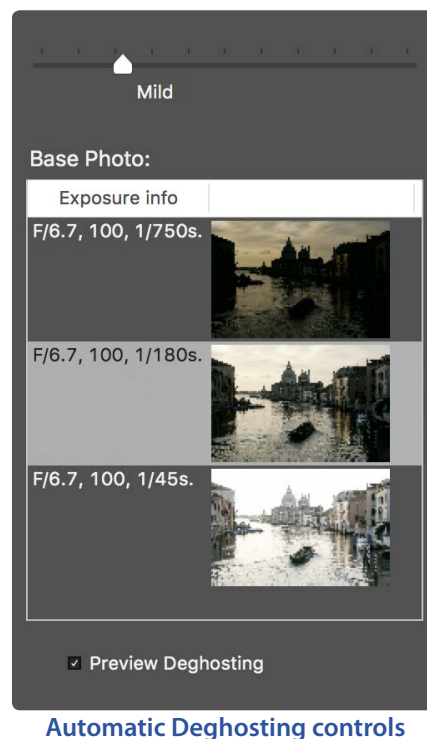 Mild
Base Photo:
Exposure info
F/6.7, 100, 1/750s.
F/6.7, 100, 1/180s.
F/6.7, 100, 1/45s.
Preview Deghosting
Automatic Deghosting controls